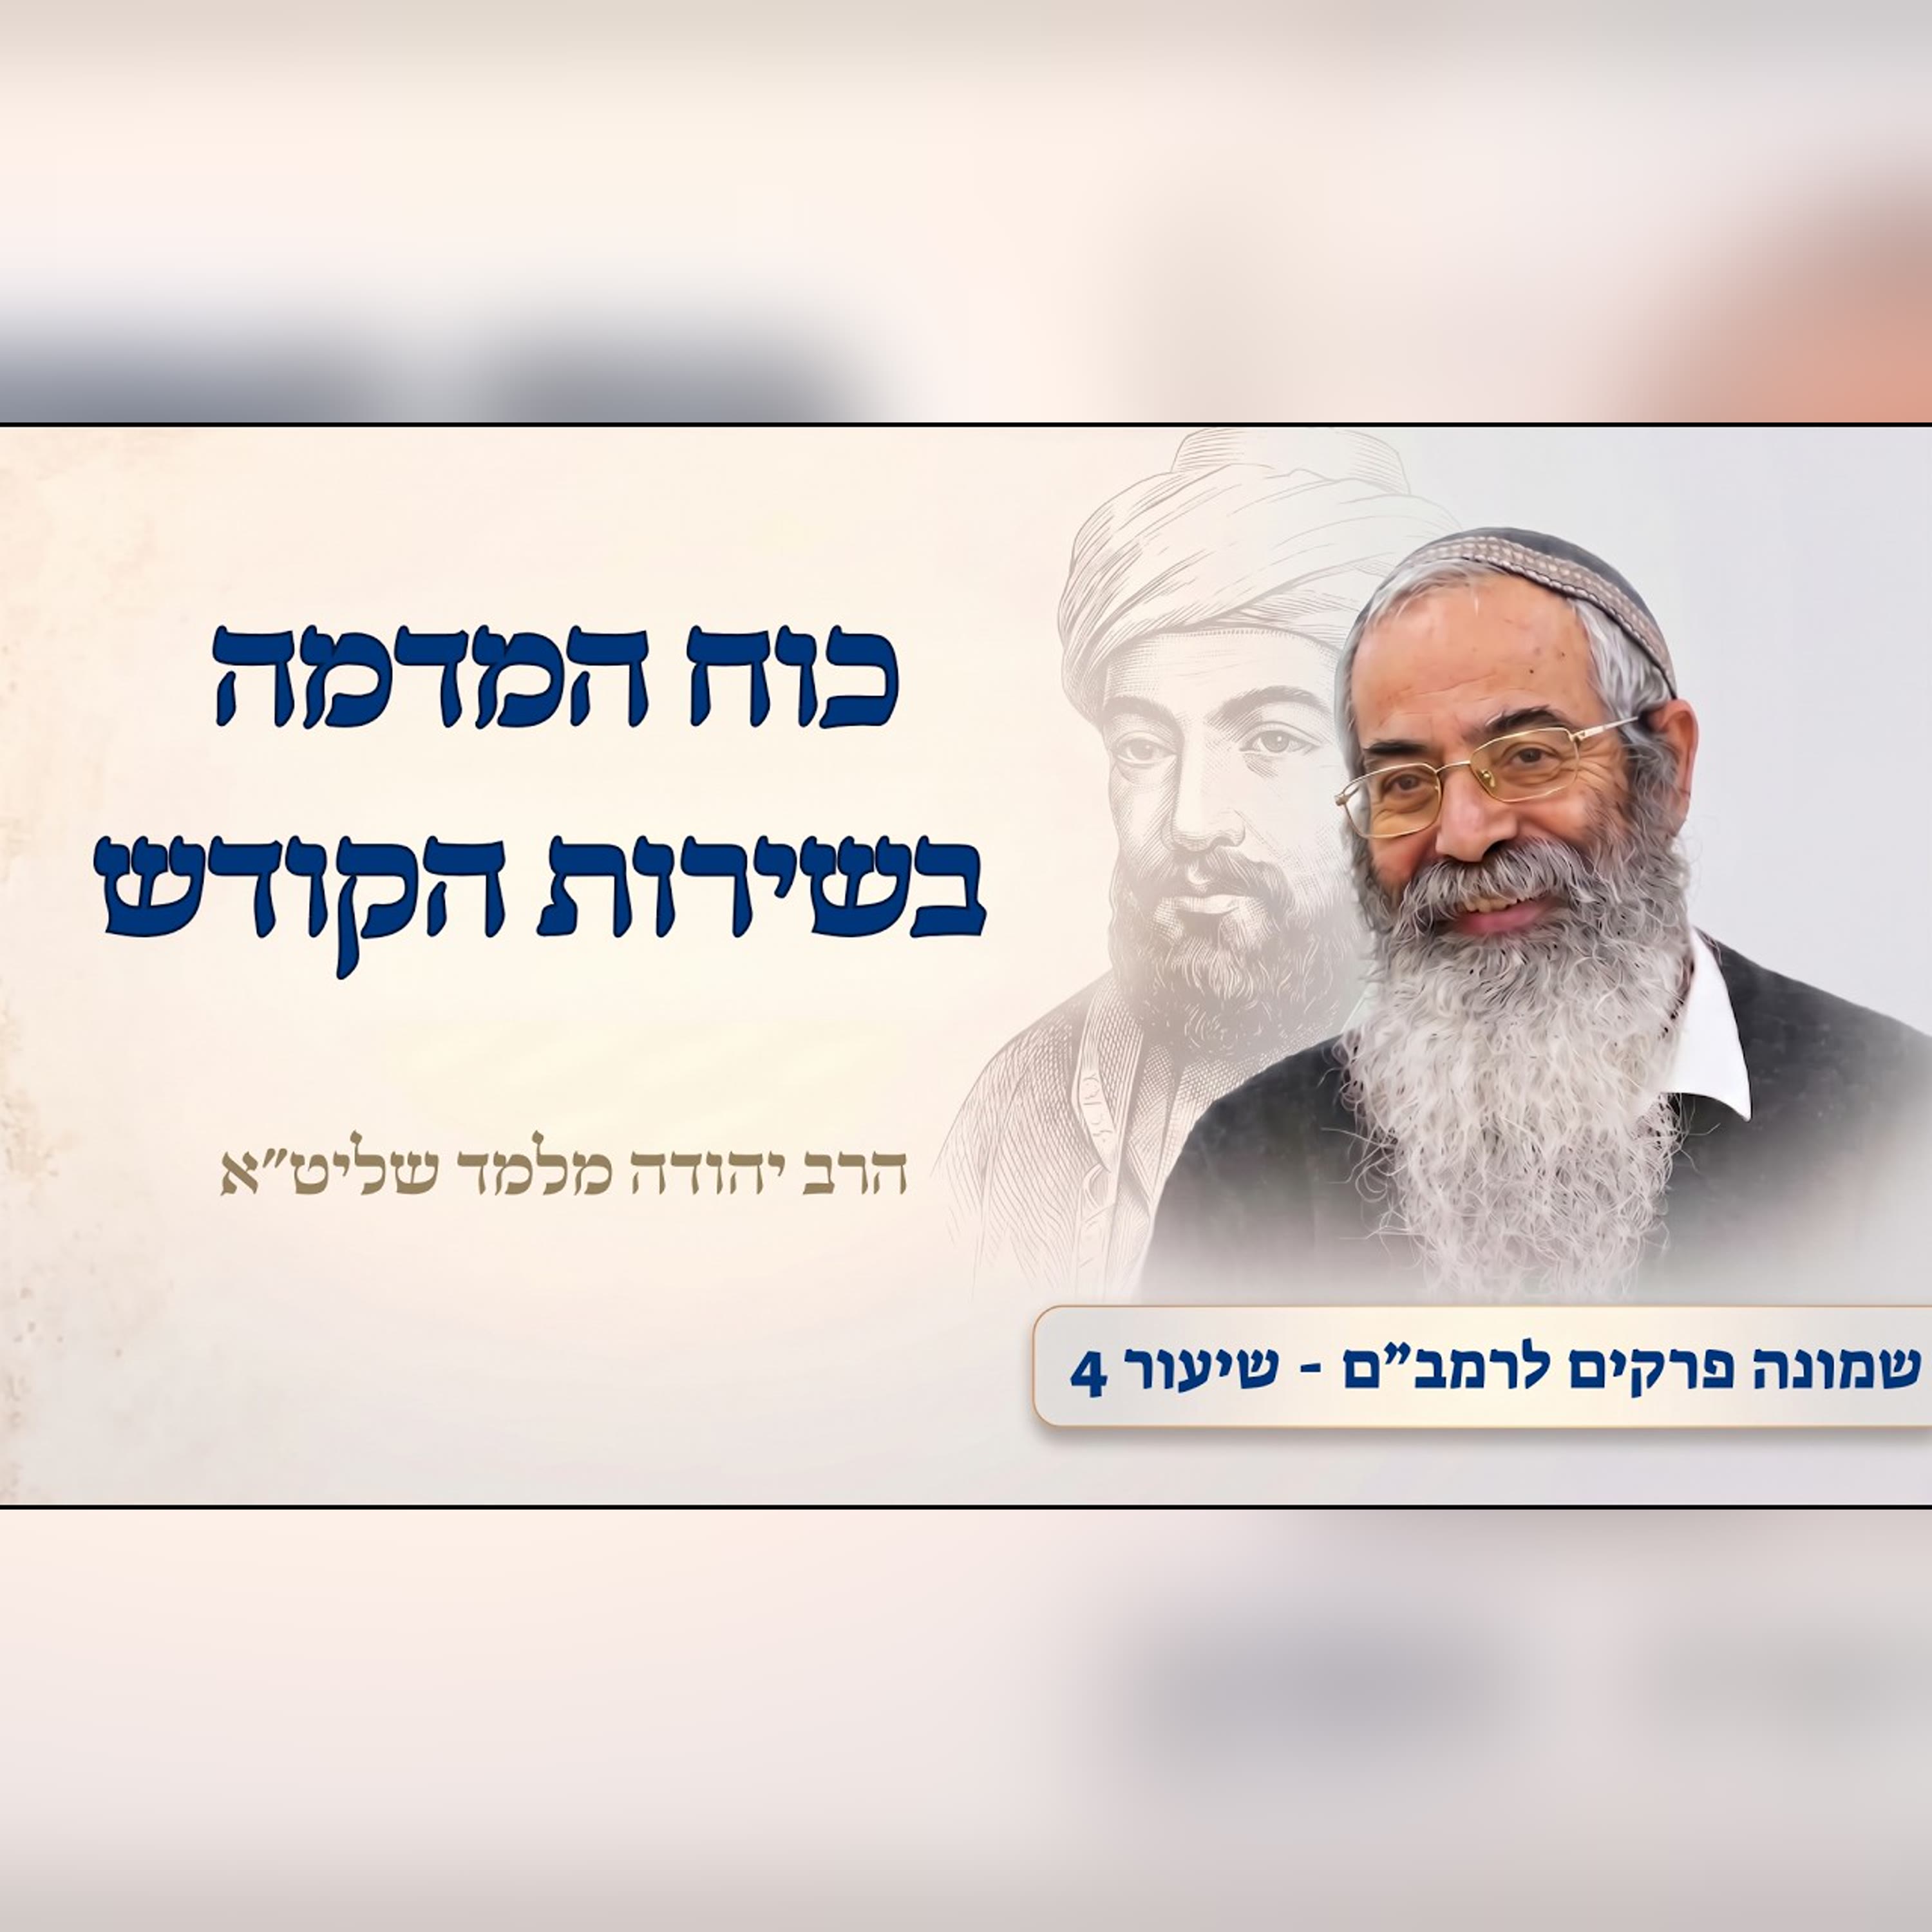 כוח המדמה
בשירות הקודש
הרב יהודה מלמד שליט"א
שמונה פרקים לרמב"ם - שיעור 4